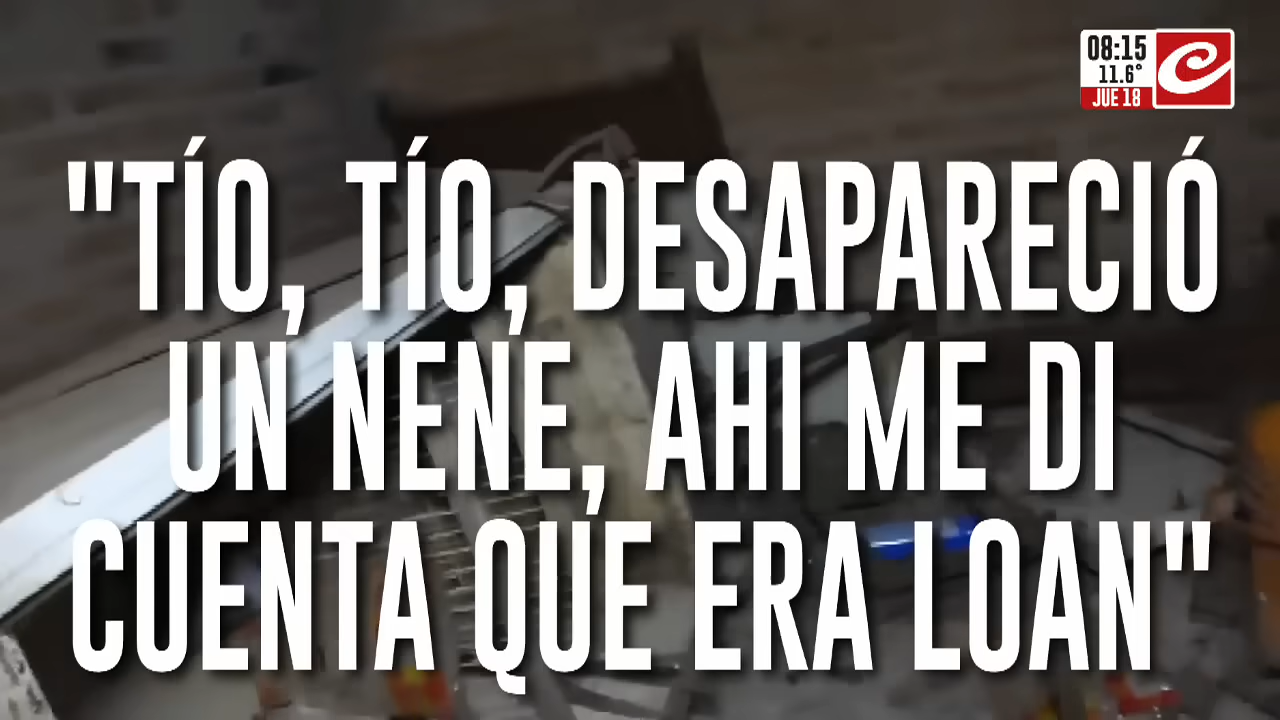 08:15
11.6°
JUE 18
"TÍO, TÍO, DESAPARECIÓ
UN NENE, AHI ME DI
CUENTA QUE ERA LOAN"